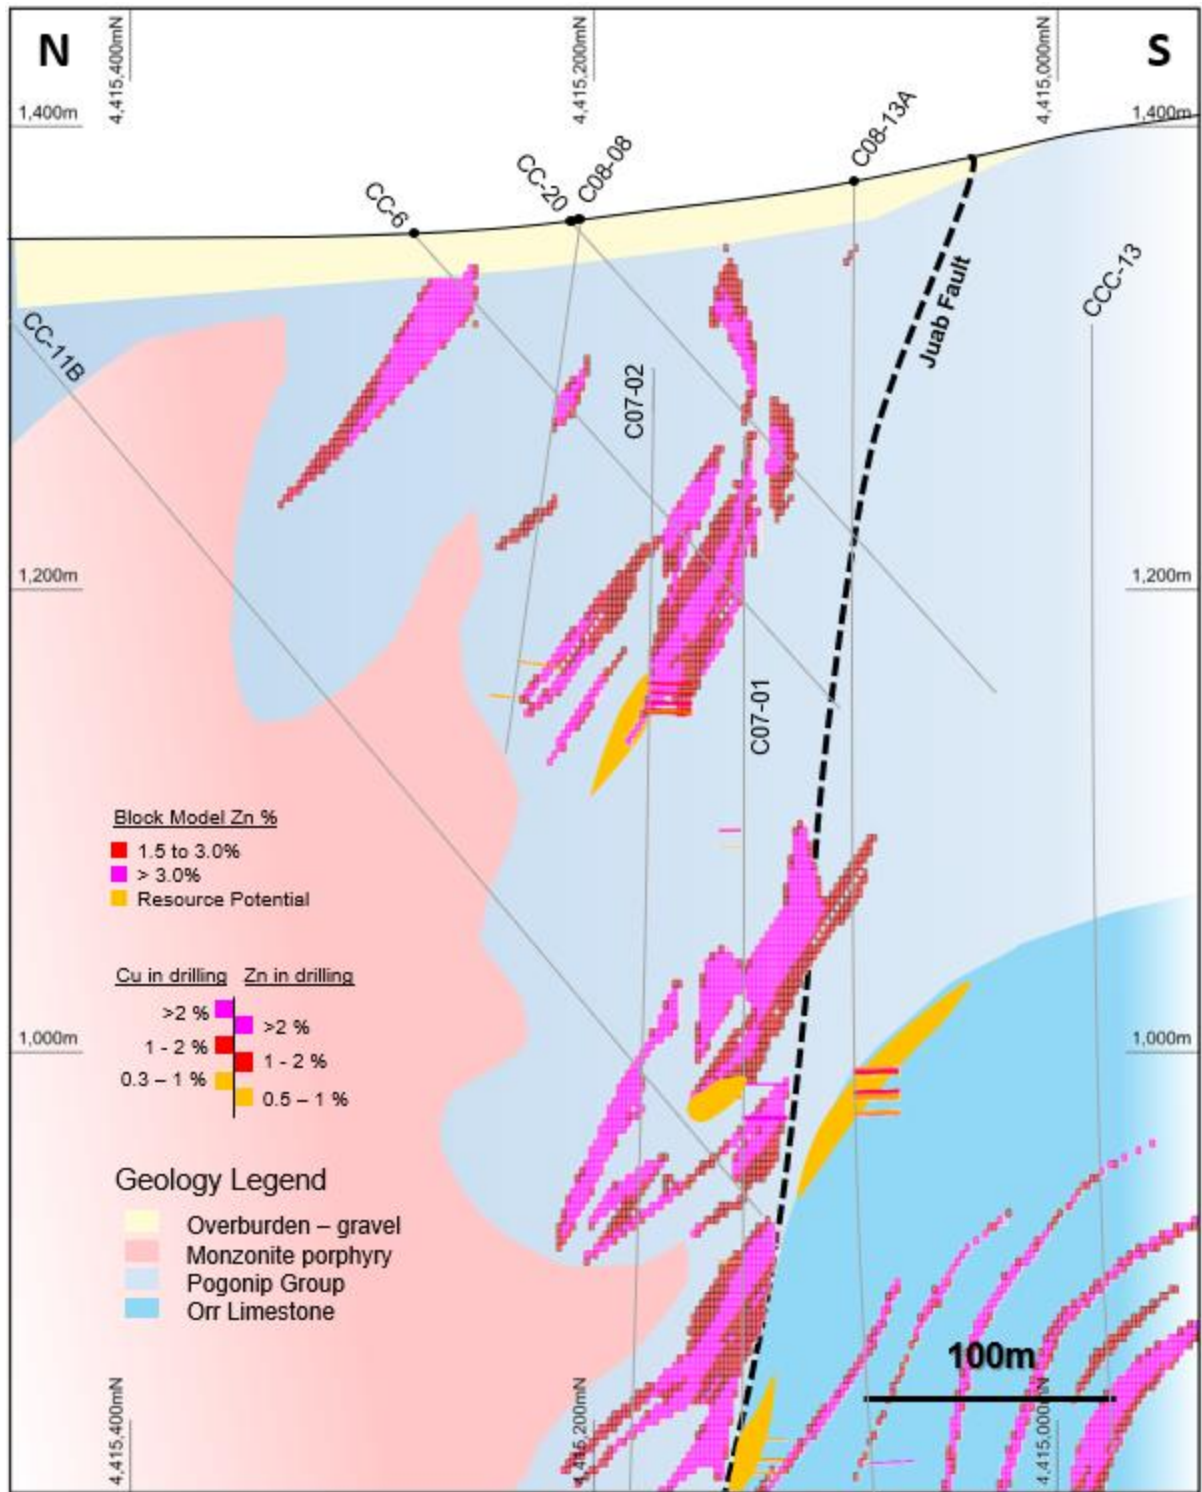 N
S
4,415,400mN
4,415,200mN
4,415,000mN
1,400m
1,400m
C08-13A
CC-20
C08-08
CC-6
Juab Fault
CCC-13
CC-11B
C07-02
1,200m
1,200m
C07-01
Block Model Zn %
1.5 to 3.0%
> 3.0%
Resource Potential
Cu in drilling Zn in drilling
>2 %
>2 %
1 - 2 %
1 - 2 %
0.3 – 1 %
0.5 – 1 %
1,000m
1,000m
Geology Legend
Overburden – gravel
Monzonite porphyry
Pogonip Group
Orr Limestone
100m
4,415,400mN
4,415,200mN
4,415,000mN